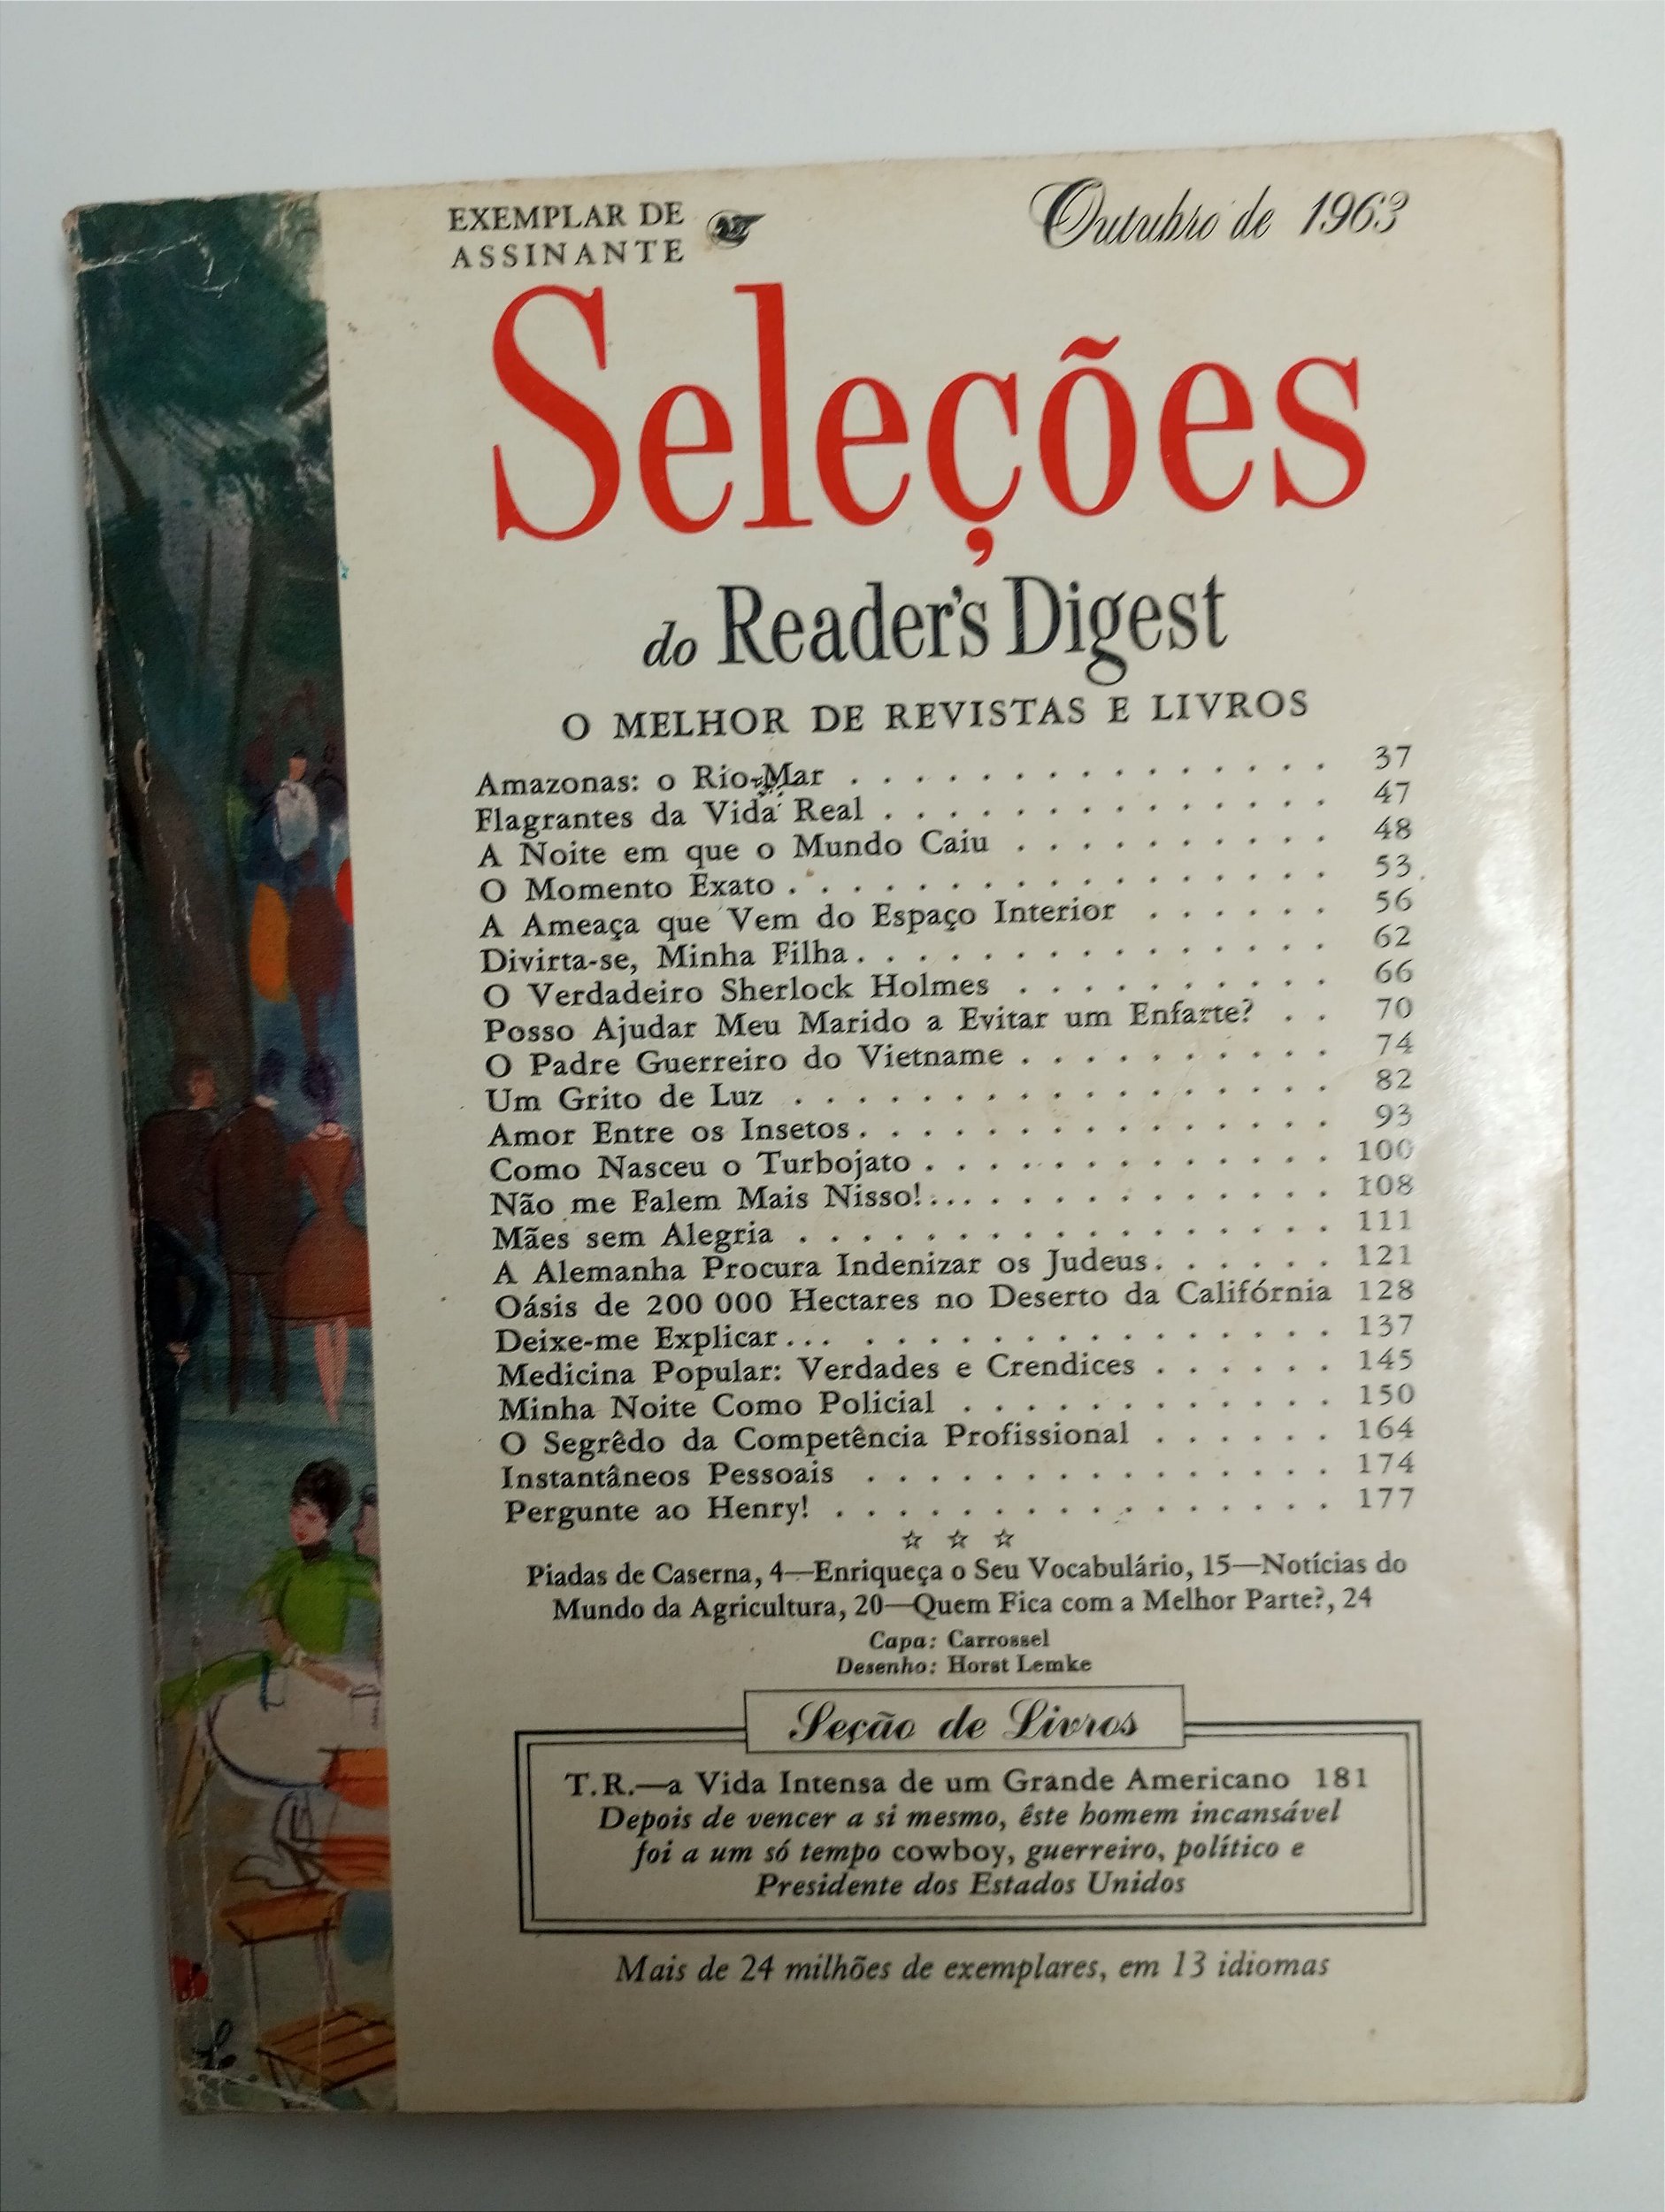 EXEMPLAR DE
ASSINANTE
Outubro de 1963
Seleções
do Reader's Digest
O MELHOR DE REVISTAS E LIVROS
Amazonas: o Rio-Mar . . . . . . . . . . . . . . . 37
Flagrantes da Vida Real . . . . . . . . . . . . . . 47
A Noite em que o Mundo Caiu . . . . . . . . . . 48
O Momento Exato . . . . . . . . . . . . . . . . . 53
A Ameaça que Vem do Espaço Interior . . . . . . 56
Divirta-se, Minha Filha . . . . . . . . . . . . . . . 62
O Verdadeiro Sherlock Holmes . . . . . . . . . . 66
Posso Ajudar Meu Marido a Evitar um Enfarte? . . 70
O Padre Guerreiro do Vietname . . . . . . . . . . 74
Um Grito de Luz . . . . . . . . . . . . . . . . . 82
Amor Entre os Insetos . . . . . . . . . . . . . . . 93
Como Nasceu o Turbojato . . . . . . . . . . . . . 100
Não me Falem Mais Nisso!... . . . . . . . . . . . . 108
Mães sem Alegria . . . . . . . . . . . . . . . . . 111
A Alemanha Procura Indenizar os Judeus . . . . . . 121
Oásis de 200 000 Hectares no Deserto da Califórnia 128
Deixe-me Explicar... . . . . . . . . . . . . . . . 137
Medicina Popular: Verdades e Crendices . . . . . . 145
Minha Noite Como Policial . . . . . . . . . . . . 150
O Segrêdo da Competência Profissional . . . . . . 164
Instantâneos Pessoais . . . . . . . . . . . . . . . 174
Pergunte ao Henry! . . . . . . . . . . . . . . . . 177
☆ ☆ ☆
Piadas de Caserna, 4—Enriqueça o Seu Vocabulário, 15—Notícias do
Mundo da Agricultura, 20—Quem Fica com a Melhor Parte?, 24
Capa: Carrossel
Desenho: Horst Lemke
Seção de Livros
T.R.—a Vida Intensa de um Grande Americano 181
Depois de vencer a si mesmo, êste homem incansável
foi a um só tempo cowboy, guerreiro, político e
Presidente dos Estados Unidos
Mais de 24 milhões de exemplares, em 13 idiomas